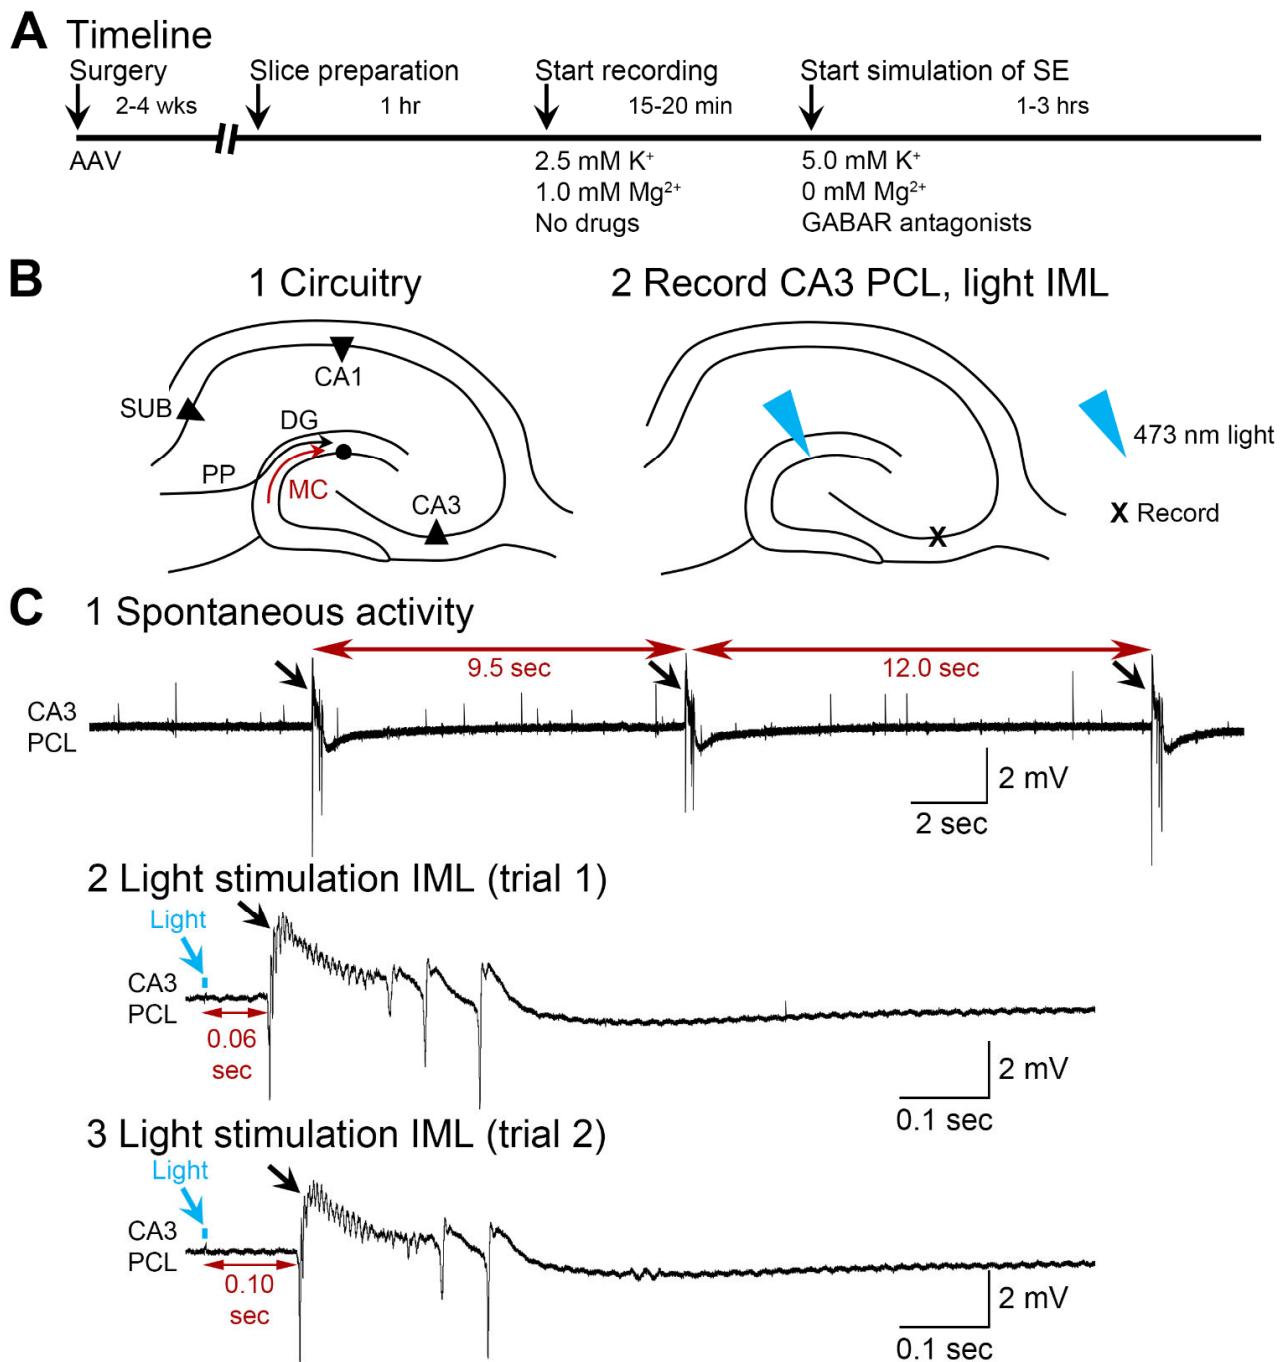 A Timeline
Surgery
Slice preparation
Start recording
Start simulation of SE
2-4 wks
1 hr
15-20 min
1-3 hrs
AAV
2.5 mM K⁺
1.0 mM Mg²⁺
No drugs
5.0 mM K⁺
0 mM Mg²⁺
GABAR antagonists
B
1 Circuitry
2 Record CA3 PCL, light IML
CA1
SUB
DG
PP
MC
CA3
473 nm light
X
X Record
C
1 Spontaneous activity
9.5 sec
12.0 sec
CA3
PCL
2 mV
2 sec
2 Light stimulation IML (trial 1)
Light
CA3
PCL
0.06
sec
2 mV
0.1 sec
3 Light stimulation IML (trial 2)
Light
CA3
PCL
0.10
sec
2 mV
0.1 sec